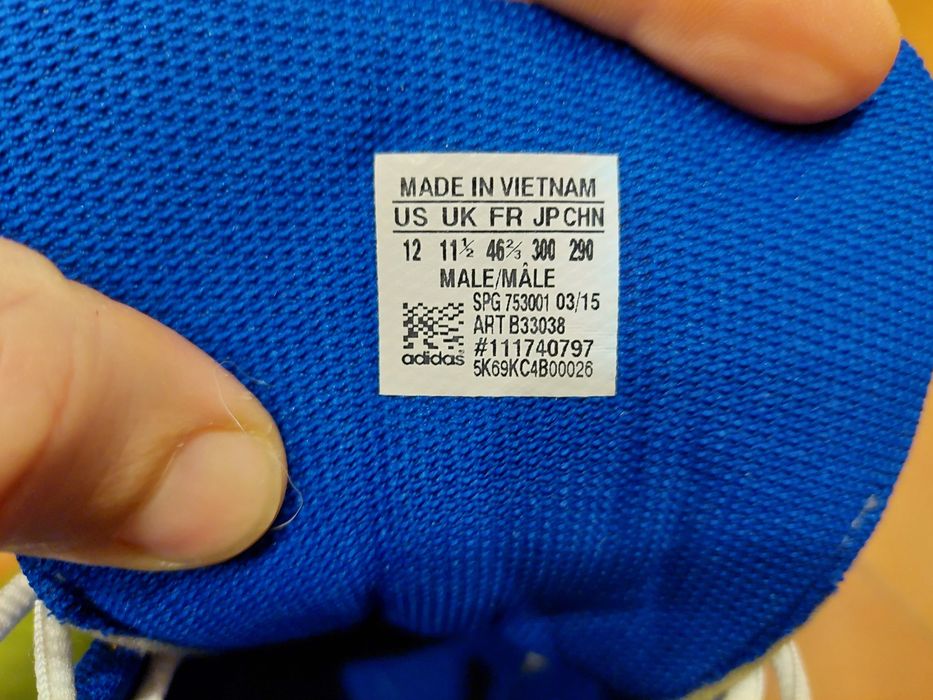 MADE IN VIETNAM
US UK FR JP CHN
12 11½ 46⅔ 300 290
MALE/MÂLE
SPG 753001 03/15
ART B33038
#111740797
adidas 5K69KC4B00026